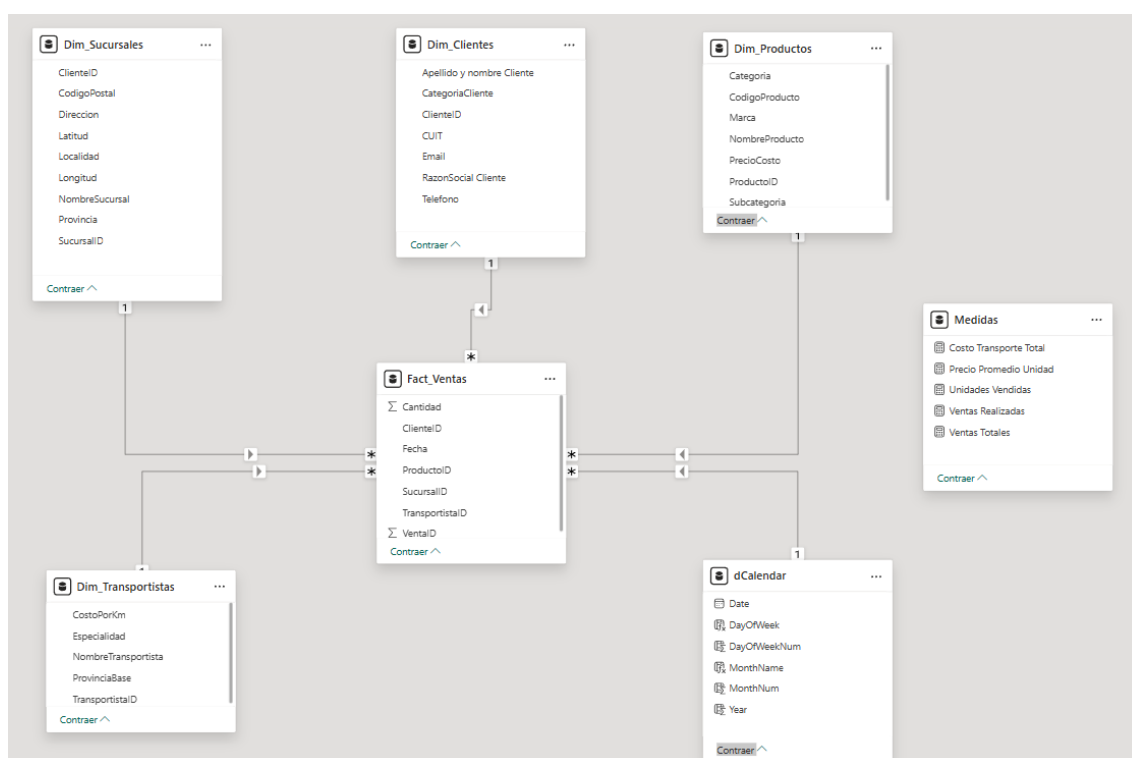 Dim_Sucursales ...
ClienteID
CodigoPostal
Direccion
Latitud
Localidad
Longitud
NombreSucursal
Provincia
SucursalID
Contraer
1
Dim_Clientes ...
Apellido y nombre Cliente
CategoriaCliente
ClienteID
CUIT
Email
RazonSocial Cliente
Telefono
Contraer
1
*
Dim_Productos ...
Categoria
CodigoProducto
Marca
NombreProducto
PrecioCosto
ProductoID
Subcategoria
Contraer
1
Medidas ...
Costo Transporte Total
Precio Promedio Unidad
Unidades Vendidas
Ventas Realizadas
Ventas Totales
Contraer
Fact_Ventas ...
Σ Cantidad
ClienteID
Fecha
ProductoID
SucursalID
TransportistaID
Σ VentaID
Contraer
* *
* *
1
Dim_Transportistas ...
CostoPorKm
Especialidad
NombreTransportista
ProvinciaBase
TransportistaID
Contraer
1
dCalendar ...
Date
DayOfWeek
DayOfWeekNum
MonthName
MonthNum
Year
Contraer